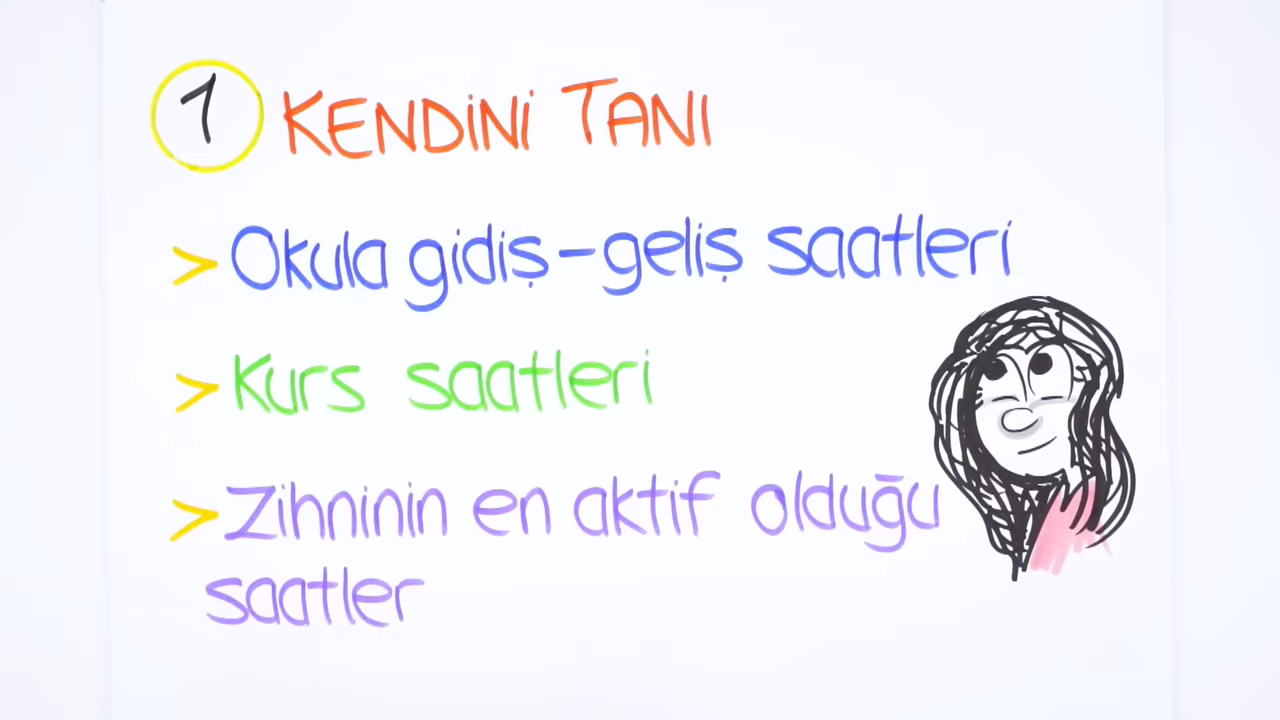 1 KENDİNİ TANI
> Okula gidiş-geliş saatleri
> Kurs saatleri
> Zihninin en aktif olduğu
saatler